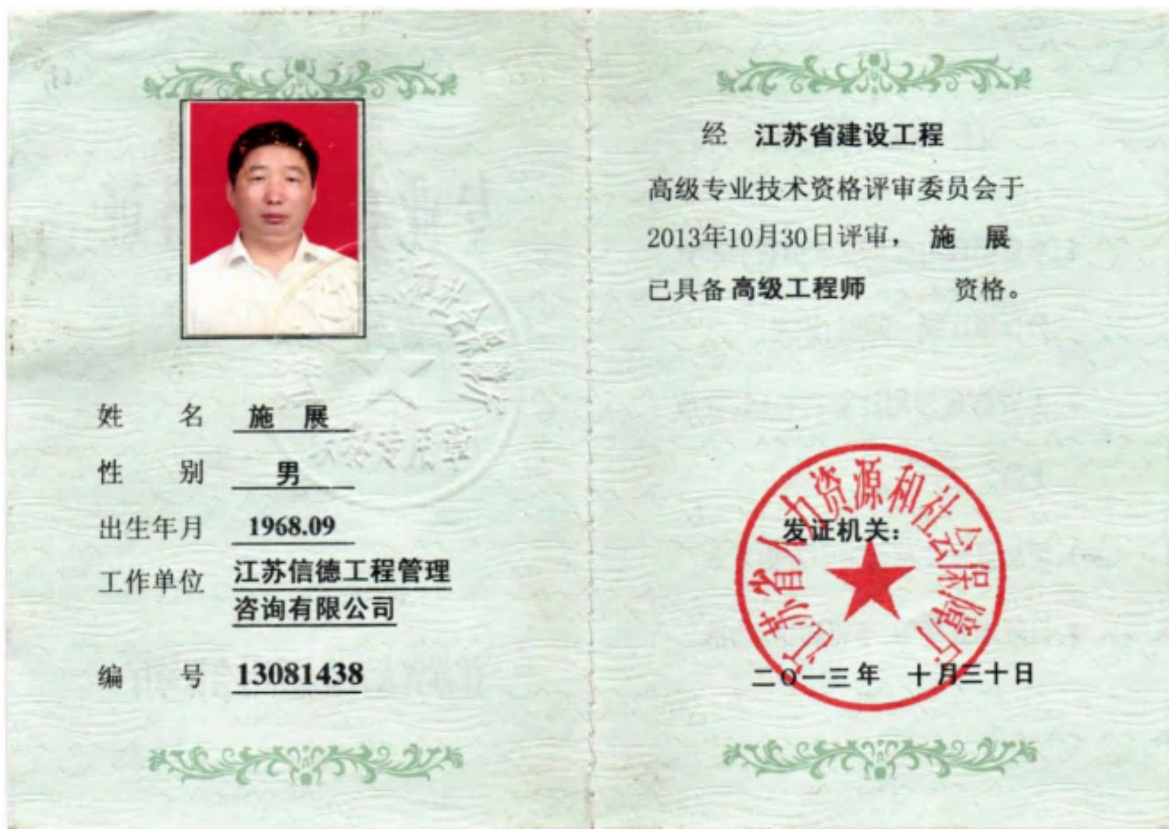 姓名 施展
性别 男
出生年月 1968.09
工作单位 江苏信德工程管理
咨询有限公司
编号 13081438
经 江苏省建设工程
高级专业技术资格评审委员会于
2013年10月30日评审， 施展
已具备 高级工程师 资格。
江苏省人力资源和社会保障厅
发证机关：
二〇一三年 十月三十日